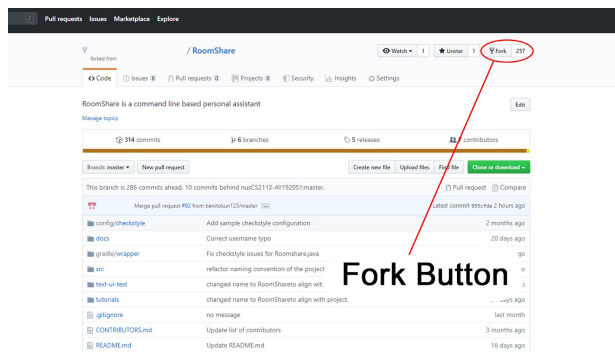 / Pull requests Issues Marketplace Explore
/ RoomShare
forked from
Watch 1 Unstar 1 Fork 257
Code Issues 8 Pull requests 0 Projects 0 Security Insights Settings
RoomShare is a command line based personal assistant Edit
Manage topics
314 commits 6 branches 5 releases contributors
Branch: master New pull request Create new file Upload files Find file Clone or download
This branch is 286 commits ahead, 10 commits behind nusCS2113-AY1920S1:master. Pull request Compare
Merge pull request #92 from benitokun123/master ... Latest commit 2 hours ago
config/checkstyle Add sample checkstyle configuration 2 months ago
docs Correct username typo 20 days ago
gradle/wrapper Fix checkstyle issues for Roomshare.java go
src refactor naming convention of the project o
text-ui-test changed name to RoomShareto align wit
tutorials changed name to RoomShareto align with project. days ago
Fork Button
.gitignore no message last month
CONTRIBUTORS.md Update list of contributors 3 months ago
README.md Update README.md 16 days ago